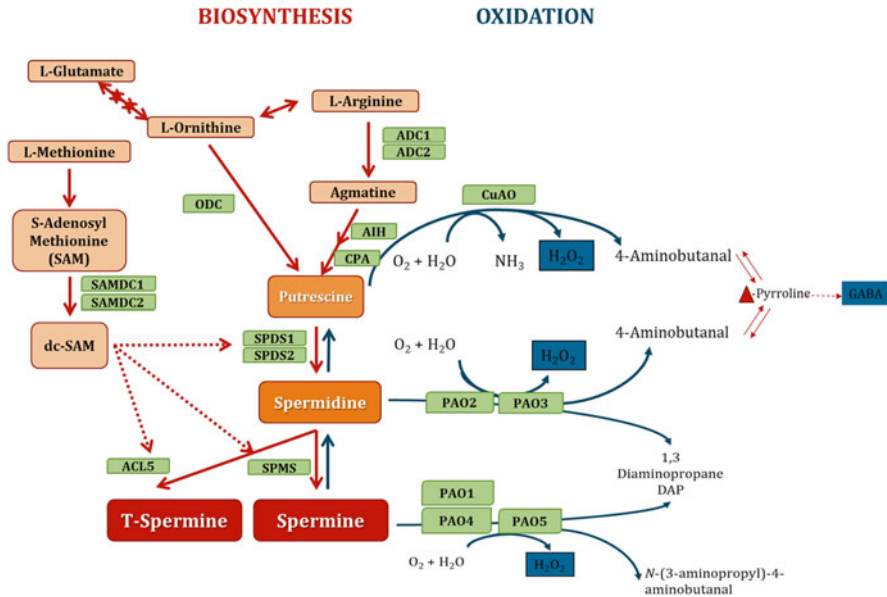 BIOSYNTHESIS
OXIDATION
L-Glutamate
L-Arginine
L-Ornithine
ADC1
ADC2
L-Methionine
Agmatine
ODC
CuAO
S-Adenosyl
Methionine
(SAM)
AIH
CPA
O₂ + H₂O
NH₃
H₂O₂
4-Aminobutanal
SAMDC1
SAMDC2
Putrescine
-Pyrroline
GABA
dc-SAM
SPDS1
SPDS2
O₂ + H₂O
H₂O₂
4-Aminobutanal
Spermidine
PAO2
PAO3
ACL5
SPMS
1,3
Diaminopropane
DAP
PAO1
T-Spermine
Spermine
PAO4
PAO5
O₂ + H₂O
H₂O₂
N-(3-aminopropyl)-4-
aminobutanal